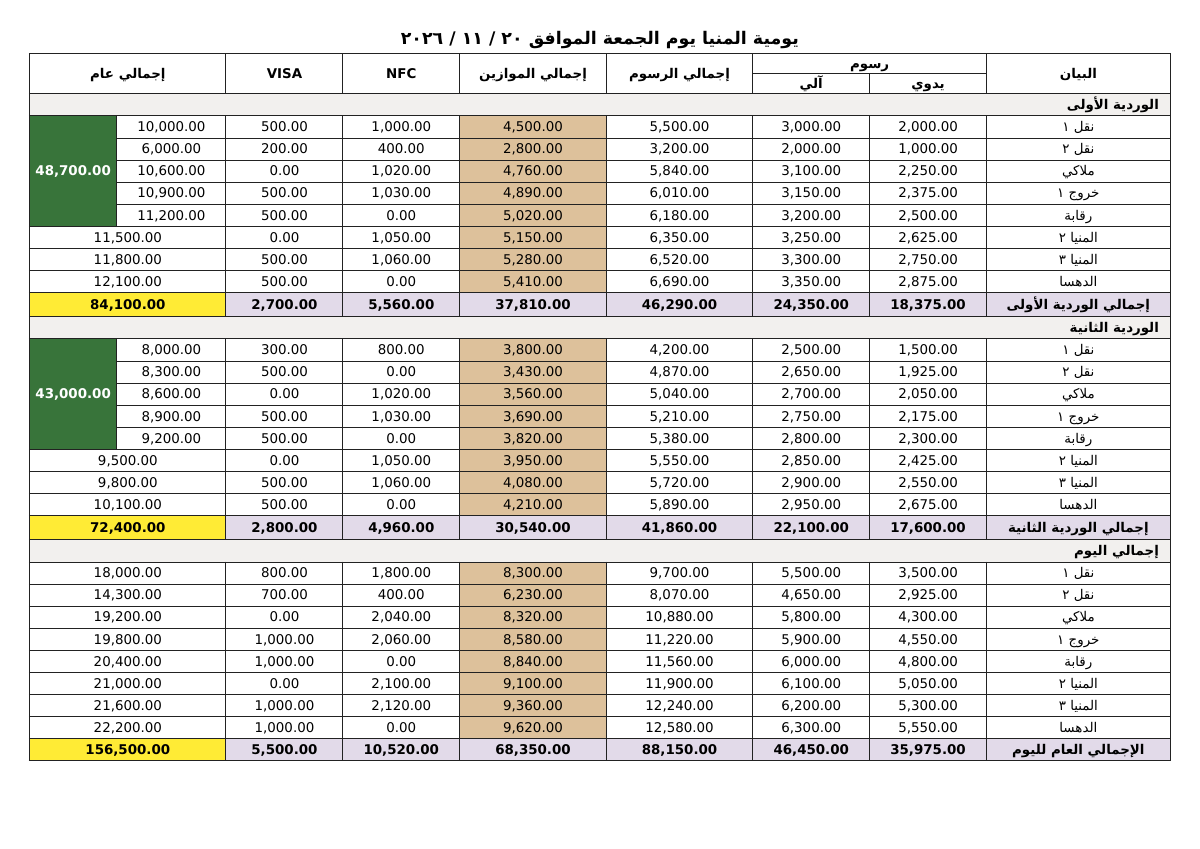 يومية المنيا يوم الجمعة الموافق ٢٠ / ١١ / ٢٠٢٦
البيان رسوم إجمالي الرسوم إجمالي الموازين NFC VISA إجمالي عام
يدوي آلي
الوردية الأولى
نقل ١ 2,000.00 3,000.00 5,500.00 4,500.00 1,000.00 500.00 10,000.00
نقل ٢ 1,000.00 2,000.00 3,200.00 2,800.00 400.00 200.00 6,000.00
ملاكي 2,250.00 3,100.00 5,840.00 4,760.00 1,020.00 0.00 10,600.00 48,700.00
خروج ١ 2,375.00 3,150.00 6,010.00 4,890.00 1,030.00 500.00 10,900.00
رقابة 2,500.00 3,200.00 6,180.00 5,020.00 0.00 500.00 11,200.00
المنيا ٢ 2,625.00 3,250.00 6,350.00 5,150.00 1,050.00 0.00 11,500.00
المنيا ٣ 2,750.00 3,300.00 6,520.00 5,280.00 1,060.00 500.00 11,800.00
الدهسا 2,875.00 3,350.00 6,690.00 5,410.00 0.00 500.00 12,100.00
إجمالي الوردية الأولى 18,375.00 24,350.00 46,290.00 37,810.00 5,560.00 2,700.00 84,100.00
الوردية الثانية
نقل ١ 1,500.00 2,500.00 4,200.00 3,800.00 800.00 300.00 8,000.00
نقل ٢ 1,925.00 2,650.00 4,870.00 3,430.00 0.00 500.00 8,300.00
ملاكي 2,050.00 2,700.00 5,040.00 3,560.00 1,020.00 0.00 8,600.00 43,000.00
خروج ١ 2,175.00 2,750.00 5,210.00 3,690.00 1,030.00 500.00 8,900.00
رقابة 2,300.00 2,800.00 5,380.00 3,820.00 0.00 500.00 9,200.00
المنيا ٢ 2,425.00 2,850.00 5,550.00 3,950.00 1,050.00 0.00 9,500.00
المنيا ٣ 2,550.00 2,900.00 5,720.00 4,080.00 1,060.00 500.00 9,800.00
الدهسا 2,675.00 2,950.00 5,890.00 4,210.00 0.00 500.00 10,100.00
إجمالي الوردية الثانية 17,600.00 22,100.00 41,860.00 30,540.00 4,960.00 2,800.00 72,400.00
إجمالي اليوم
نقل ١ 3,500.00 5,500.00 9,700.00 8,300.00 1,800.00 800.00 18,000.00
نقل ٢ 2,925.00 4,650.00 8,070.00 6,230.00 400.00 700.00 14,300.00
ملاكي 4,300.00 5,800.00 10,880.00 8,320.00 2,040.00 0.00 19,200.00
خروج ١ 4,550.00 5,900.00 11,220.00 8,580.00 2,060.00 1,000.00 19,800.00
رقابة 4,800.00 6,000.00 11,560.00 8,840.00 0.00 1,000.00 20,400.00
المنيا ٢ 5,050.00 6,100.00 11,900.00 9,100.00 2,100.00 0.00 21,000.00
المنيا ٣ 5,300.00 6,200.00 12,240.00 9,360.00 2,120.00 1,000.00 21,600.00
الدهسا 5,550.00 6,300.00 12,580.00 9,620.00 0.00 1,000.00 22,200.00
الإجمالي العام لليوم 35,975.00 46,450.00 88,150.00 68,350.00 10,520.00 5,500.00 156,500.00